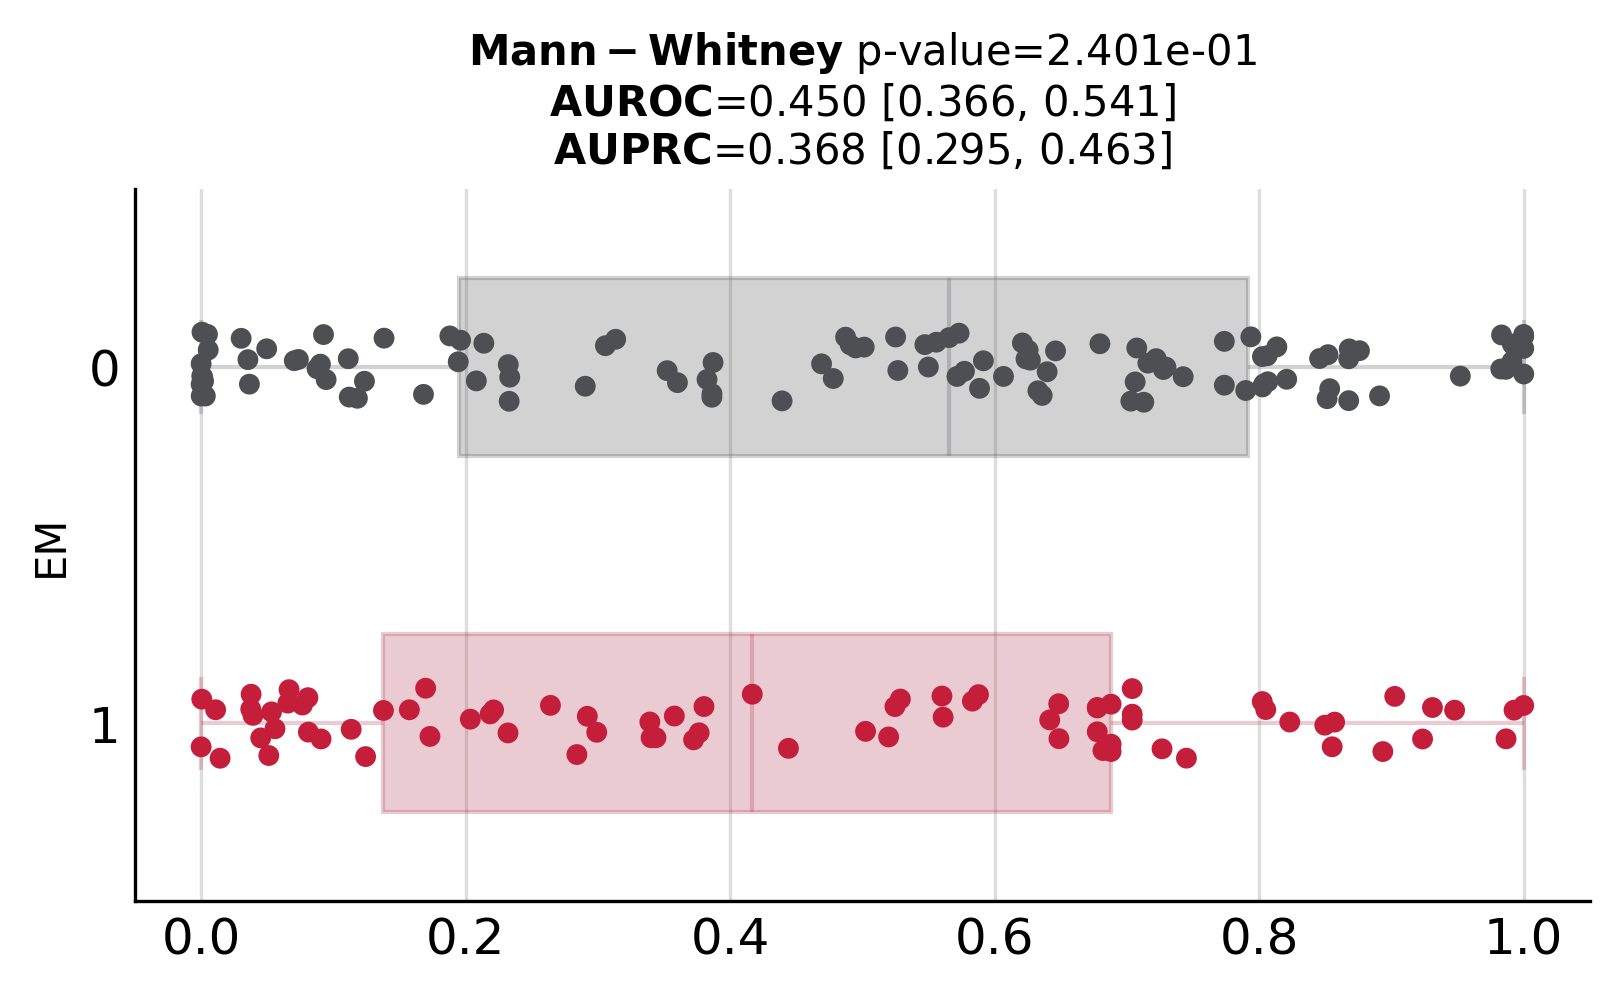 Mann − Whitney p-value=2.401e-01
AUROC=0.450 [0.366, 0.541]
AUPRC=0.368 [0.295, 0.463]
0
EM
1
0.0 0.2 0.4 0.6 0.8 1.0